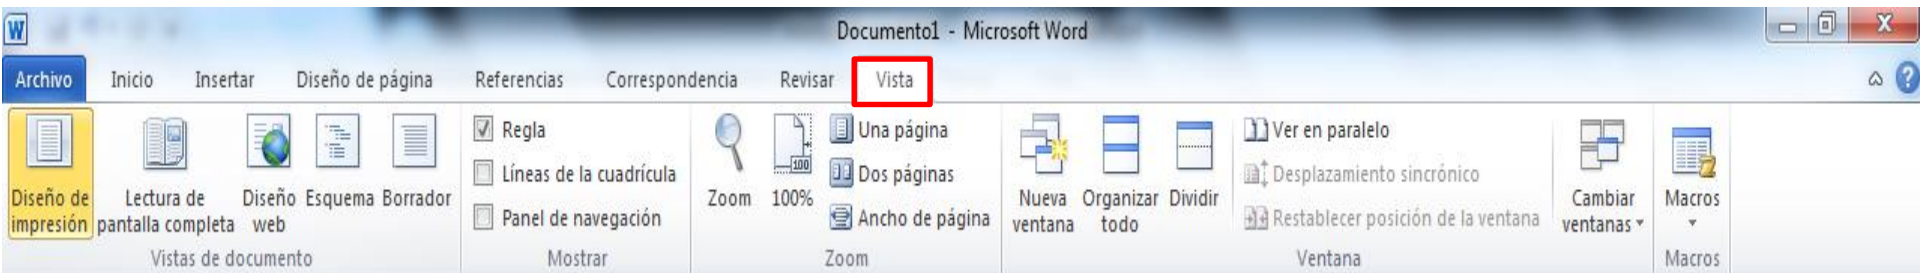 W
Documento1 - Microsoft Word
X
Archivo Inicio Insertar Diseño de página Referencias Correspondencia Revisar Vista
?
Diseño de impresión
Lectura de pantalla completa
Diseño web
Esquema
Borrador
Vistas de documento
Regla
Líneas de la cuadrícula
Panel de navegación
Mostrar
Zoom
100
100%
Una página
Dos páginas
Ancho de página
Zoom
Nueva ventana
Organizar todo
Dividir
Ver en paralelo
Desplazamiento sincrónico
Restablecer posición de la ventana
Cambiar ventanas
Ventana
Macros
Macros